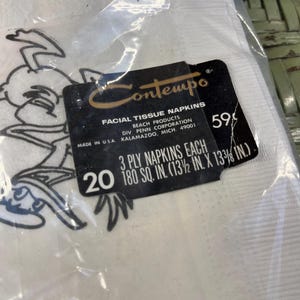 Contempo®
FACIAL TISSUE NAPKINS
BEACH PRODUCTS
DIV PENN CORPORATION
MADE IN U.S.A. KALAMAZOO, MICH. 49001
59¢
20
3 PLY NAPKINS EACH
180 SQ. IN. (13½ IN. X 13⅜ IN.)